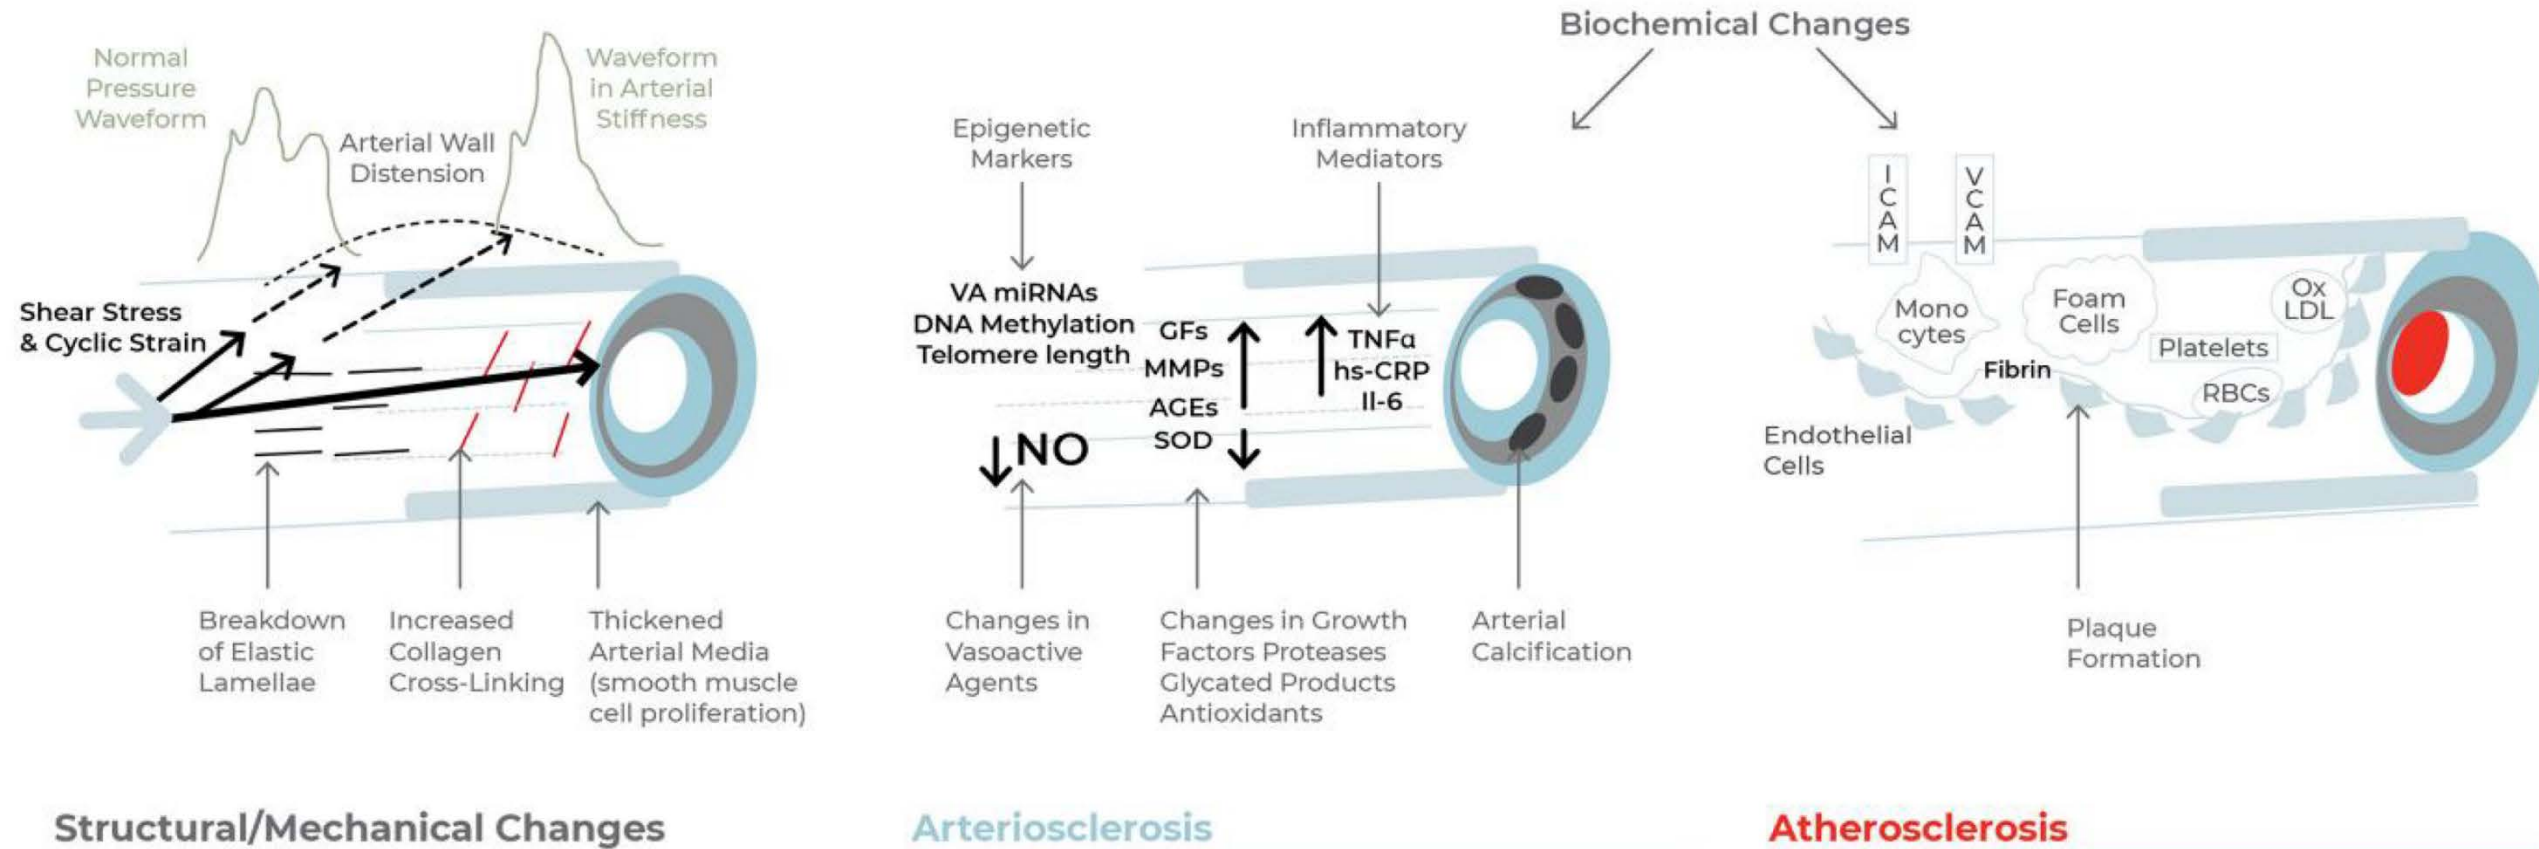 Biochemical Changes
Normal
Pressure
Waveform
Waveform
in Arterial
Stiffness
Arterial Wall
Distension
Shear Stress
& Cyclic Strain
Breakdown
of Elastic
Lamellae
Increased
Collagen
Cross-Linking
Thickened
Arterial Media
(smooth muscle
cell proliferation)
Structural/Mechanical Changes
Epigenetic
Markers
Inflammatory
Mediators
VA miRNAs
DNA Methylation
Telomere length
GFs
MMPs
AGEs
SOD
TNFα
hs-CRP
Il-6
NO
Changes in
Vasoactive
Agents
Changes in Growth
Factors Proteases
Glycated Products
Antioxidants
Arterial
Calcification
Arteriosclerosis
ICAM
VCAM
Mono
cytes
Foam
Cells
Ox
LDL
Platelets
Fibrin
RBCs
Endothelial
Cells
Plaque
Formation
Atherosclerosis